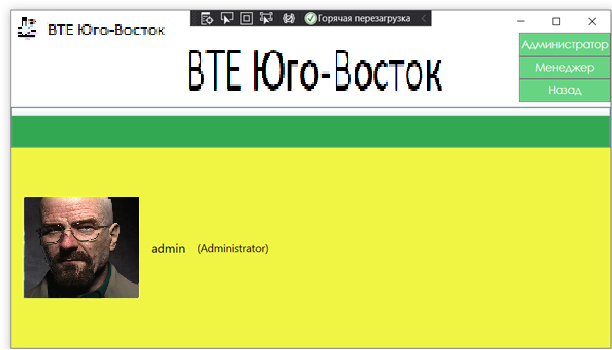 Горячая перезагрузка
ВТЕ Юго-Восток
ВТЕ Юго-Восток
Администратор
Менеджер
Назад
admin (Administrator)